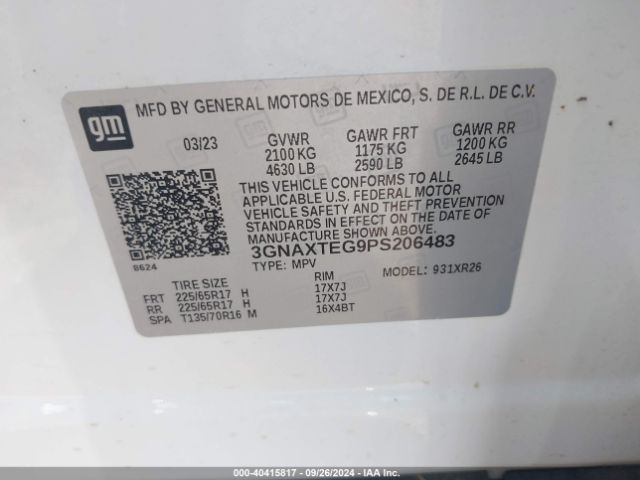 gm
MFD BY GENERAL MOTORS DE MEXICO, S. DE R.L. DE C.V.
03/23 GVWR GAWR FRT GAWR RR
2100 KG 1175 KG 1200 KG
4630 LB 2590 LB 2645 LB
THIS VEHICLE CONFORMS TO ALL
APPLICABLE U.S. FEDERAL MOTOR
VEHICLE SAFETY AND THEFT PREVENTION
STANDARDS IN EFFECT ON THE DATE OF
MANUFACTURE SHOWN ABOVE.
3GNAXTEG9PS206483
8624
TYPE: MPV MODEL: 931XR26
TIRE SIZE RIM
FRT 225/65R17 H 17X7J
RR 225/65R17 H 17X7J
SPA T135/70R16 M 16X4BT
000-40415817 - 09/26/2024 - IAA Inc.